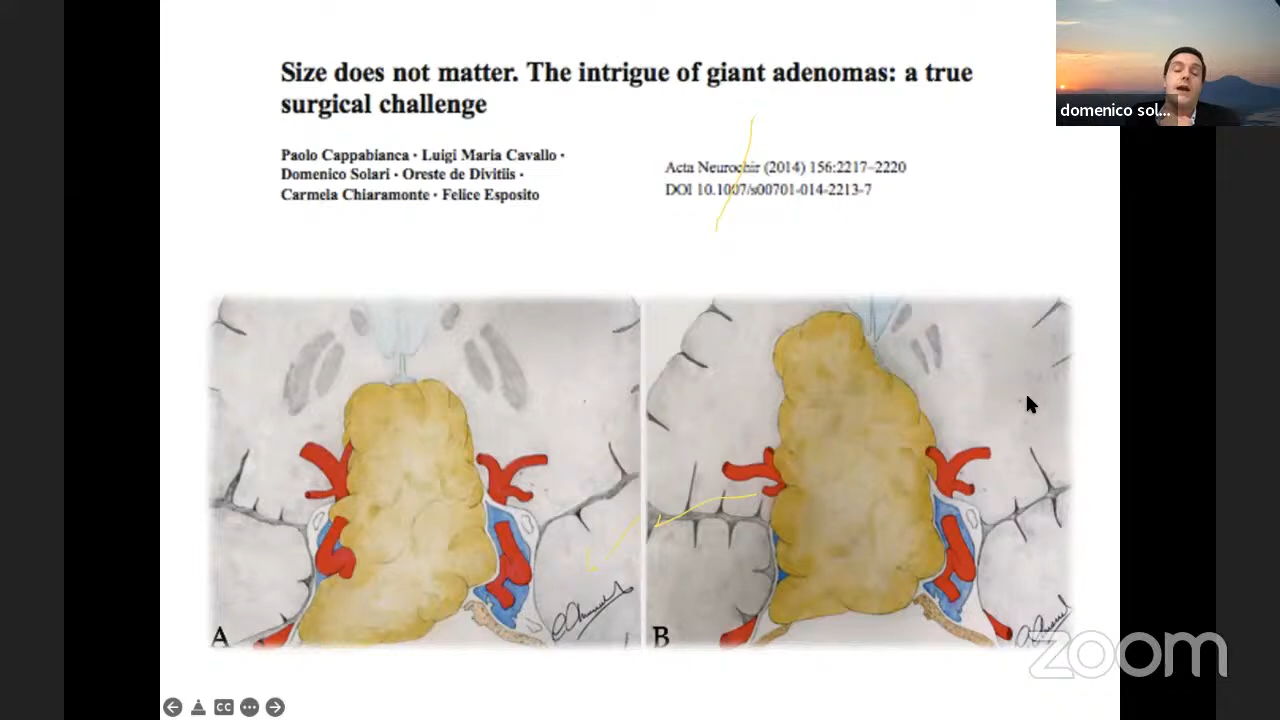 Size does not matter. The intrigue of giant adenomas: a true
surgical challenge
Paolo Cappabianca · Luigi Maria Cavallo ·
Domenico Solari · Oreste de Divitiis ·
Carmela Chiaramonte · Felice Esposito
Acta Neurochir (2014) 156:2217–2220
DOI 10.1007/s00701-014-2213-7
domenico sol...
A
B
CC
zoom